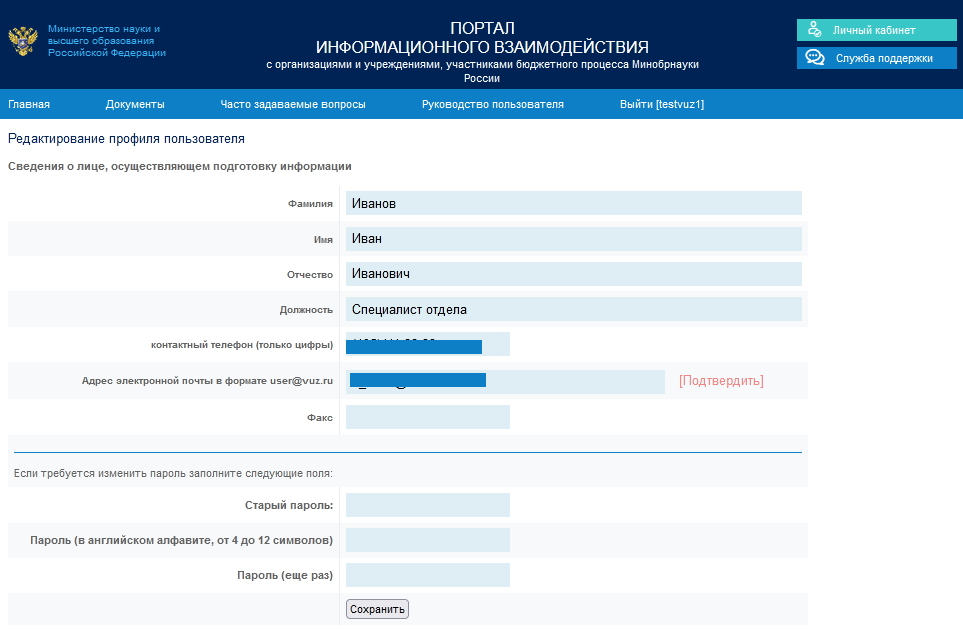 Министерство науки и
высшего образования
Российской Федерации
ПОРТАЛ
ИНФОРМАЦИОННОГО ВЗАИМОДЕЙСТВИЯ
с организациями и учреждениями, участниками бюджетного процесса Минобрнауки
России
Личный кабинет
Служба поддержки
Главная Документы Часто задаваемые вопросы Руководство пользователя Выйти [testvuz1]
Редактирование профиля пользователя
Сведения о лице, осуществляющем подготовку информации
Фамилия Иванов
Имя Иван
Отчество Иванович
Должность Специалист отдела
контактный телефон (только цифры)
Адрес электронной почты в формате user@vuz.ru [Подтвердить]
Факс
Если требуется изменить пароль заполните следующие поля:
Старый пароль:
Пароль (в английском алфавите, от 4 до 12 символов)
Пароль (еще раз)
Сохранить